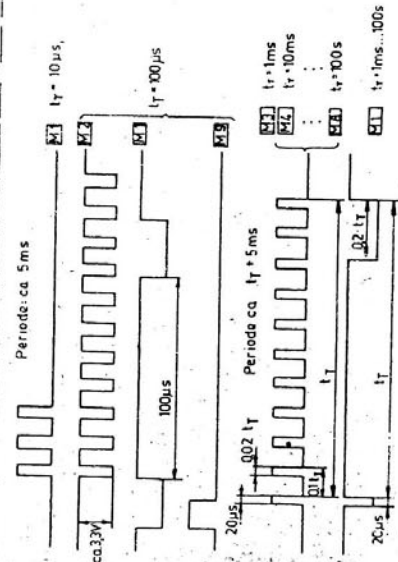 Periode: ca 5ms
M1 t_T = 10µs,
M2
ca 3,3V
M1
t_T = 100µs
100µs
M9
Periode ca t_T + 5ms
M3 t_T = 1ms
M4 t_T = 10ms
t_T = 100s
M1 t_T = 1ms...100s
20µs
0,02 t_T
0,1 t_T
t_T
0,2 t_T
t_T
20µs